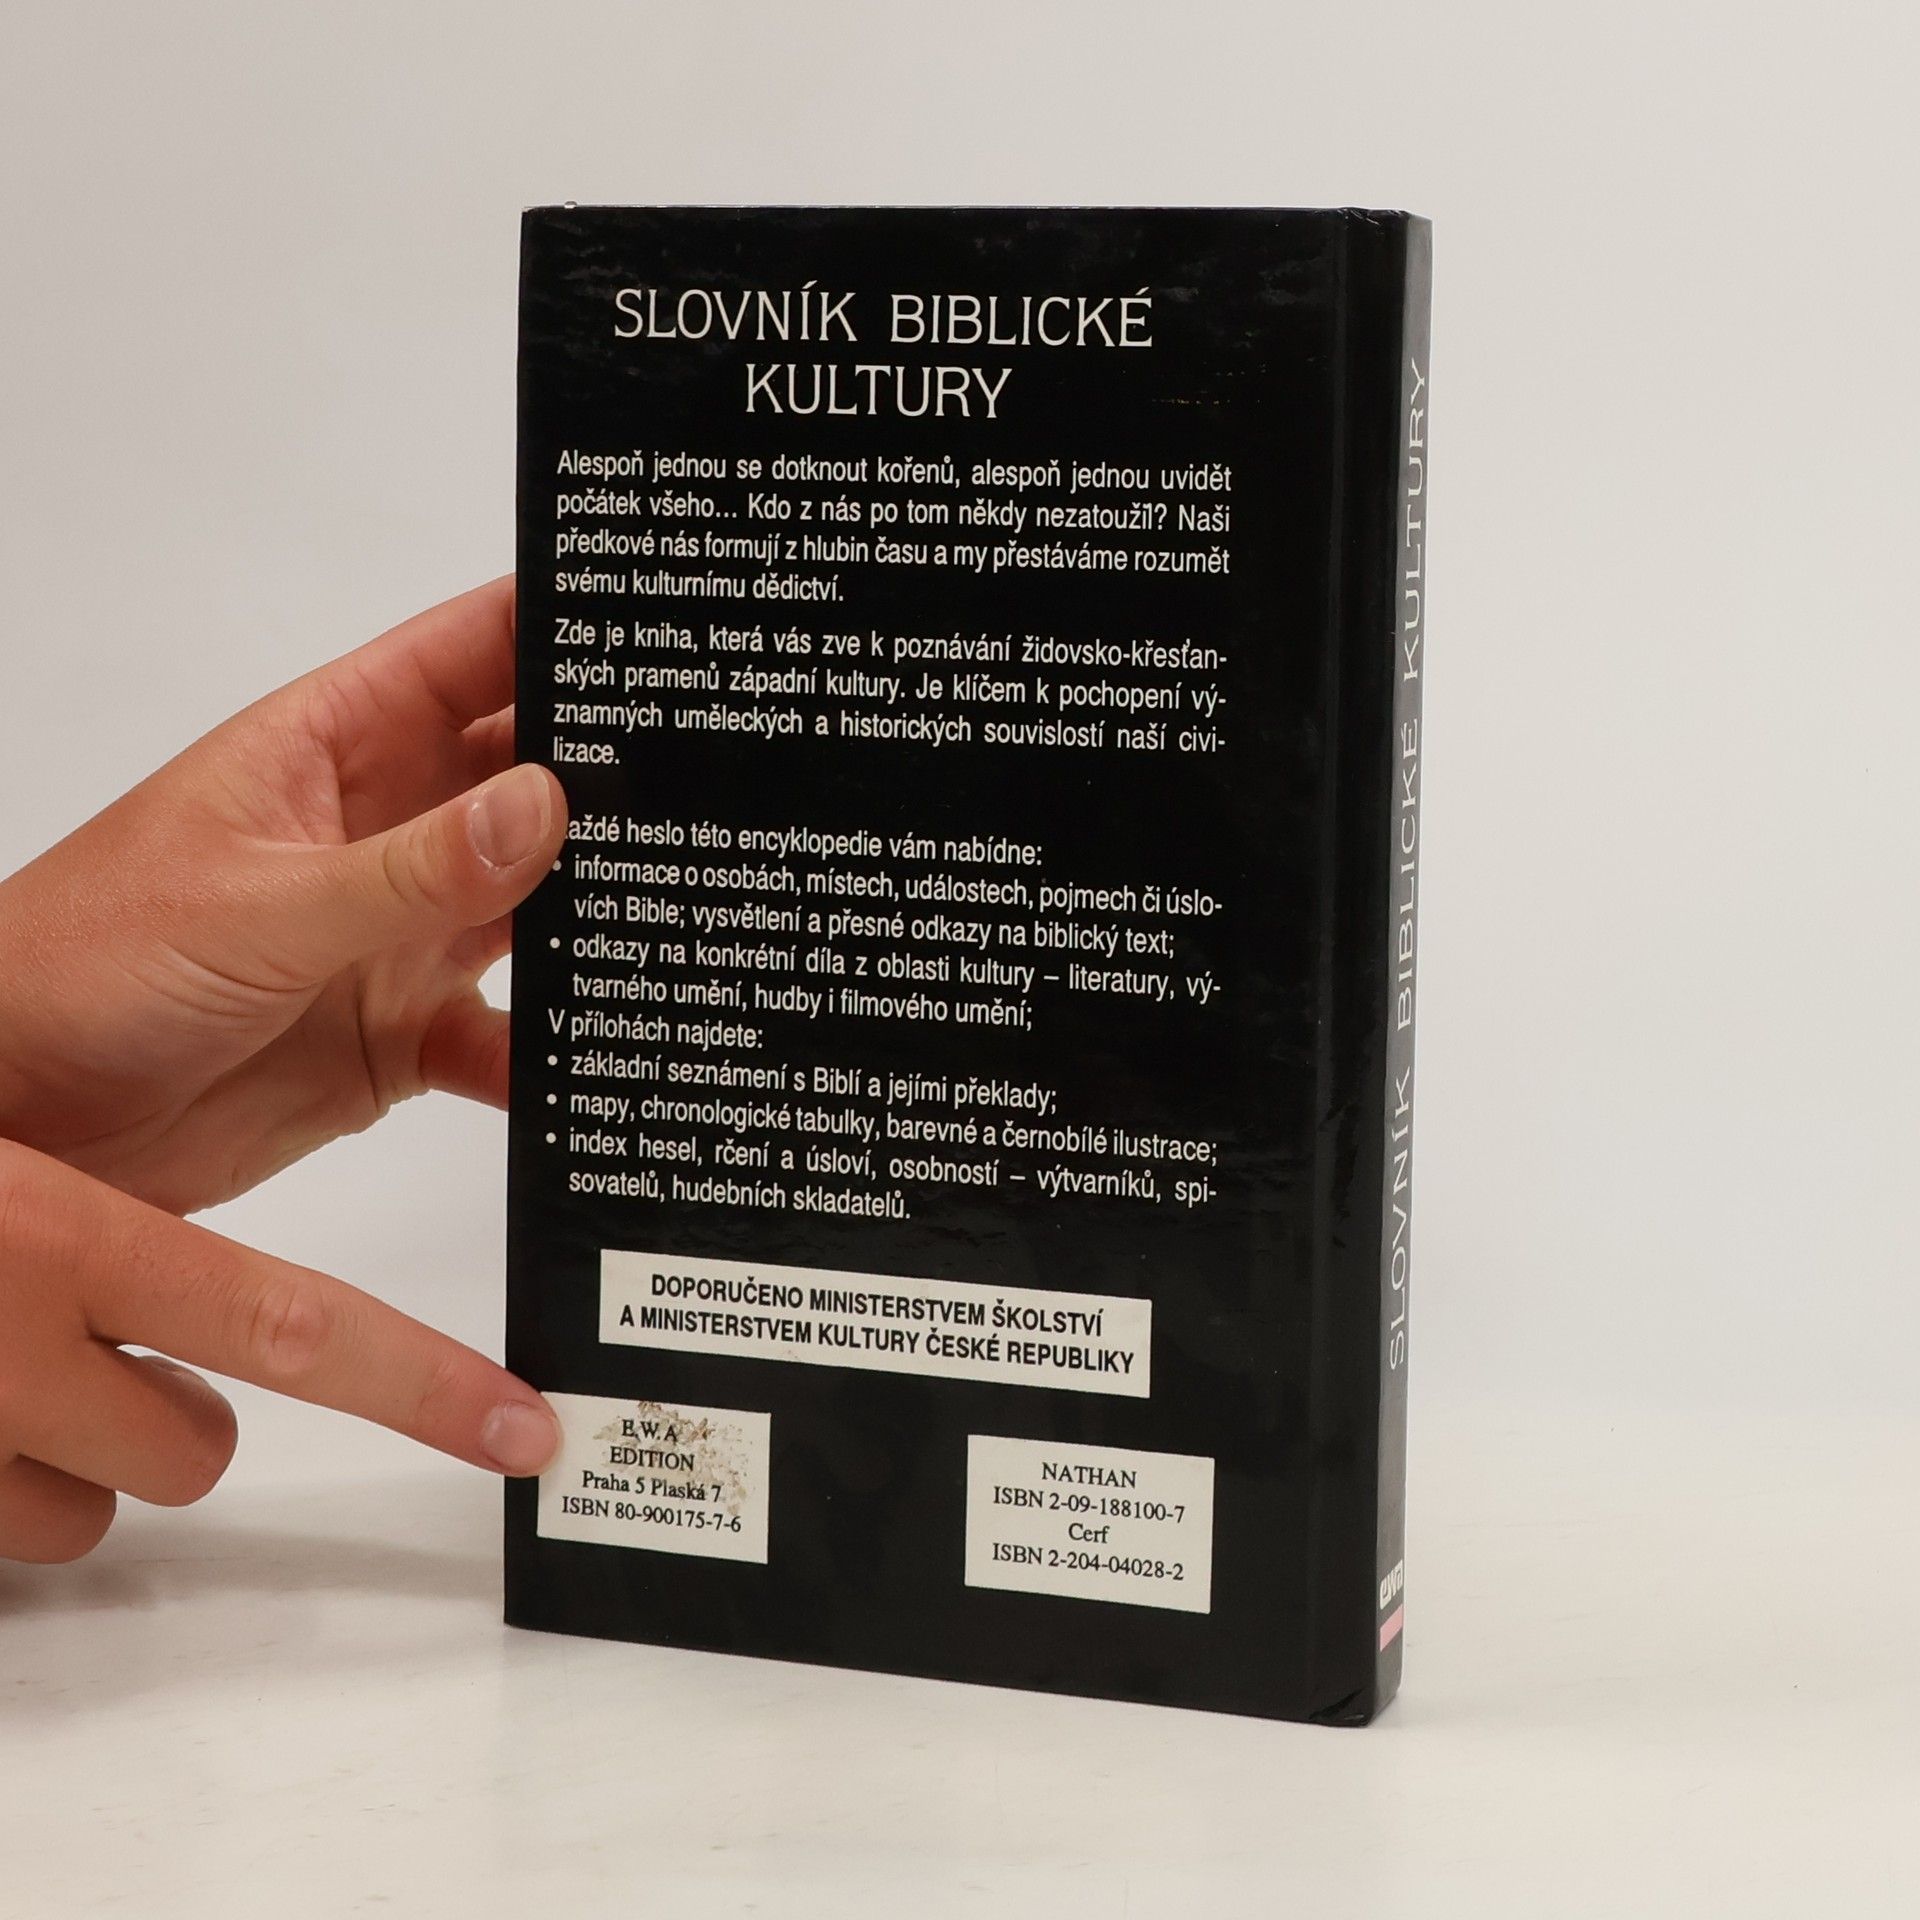 SLOVNÍK BIBLICKÉ
KULTURY
Alespoň jednou se dotknout kořenů, alespoň jednou uvidět
počátek všeho... Kdo z nás po tom někdy nezatoužil? Naši
předkové nás formují z hlubin času a my přestáváme rozumět
svému kulturnímu dědictví.
Zde je kniha, která vás zve k poznávání židovsko-křesťan-
ských pramenů západní kultury. Je klíčem k pochopení vý-
znamných uměleckých a historických souvislostí naší civi-
lizace.
aždé heslo této encyklopedie vám nabídne:
• informace o osobách, místech, událostech, pojmech či úslo-
vích Bible; vysvětlení a přesné odkazy na biblický text;
• odkazy na konkrétní díla z oblasti kultury – literatury, vý-
tvarného umění, hudby i filmového umění;
V přílohách najdete:
• základní seznámení s Biblí a jejími překlady;
• mapy, chronologické tabulky, barevné a černobílé ilustrace;
• index hesel, rčení a úsloví, osobností – výtvarníků, spi-
sovatelů, hudebních skladatelů.
DOPORUČENO MINISTERSTVEM ŠKOLSTVÍ
A MINISTERSTVEM KULTURY ČESKÉ REPUBLIKY
E.W.A
EDITION
Praha 5 Plaská 7
ISBN 80-900175-7-6
NATHAN
ISBN 2-09-188100-7
Cerf
ISBN 2-204-04028-2
SLOVNÍK BIBLICKÉ KULTURY
ewa